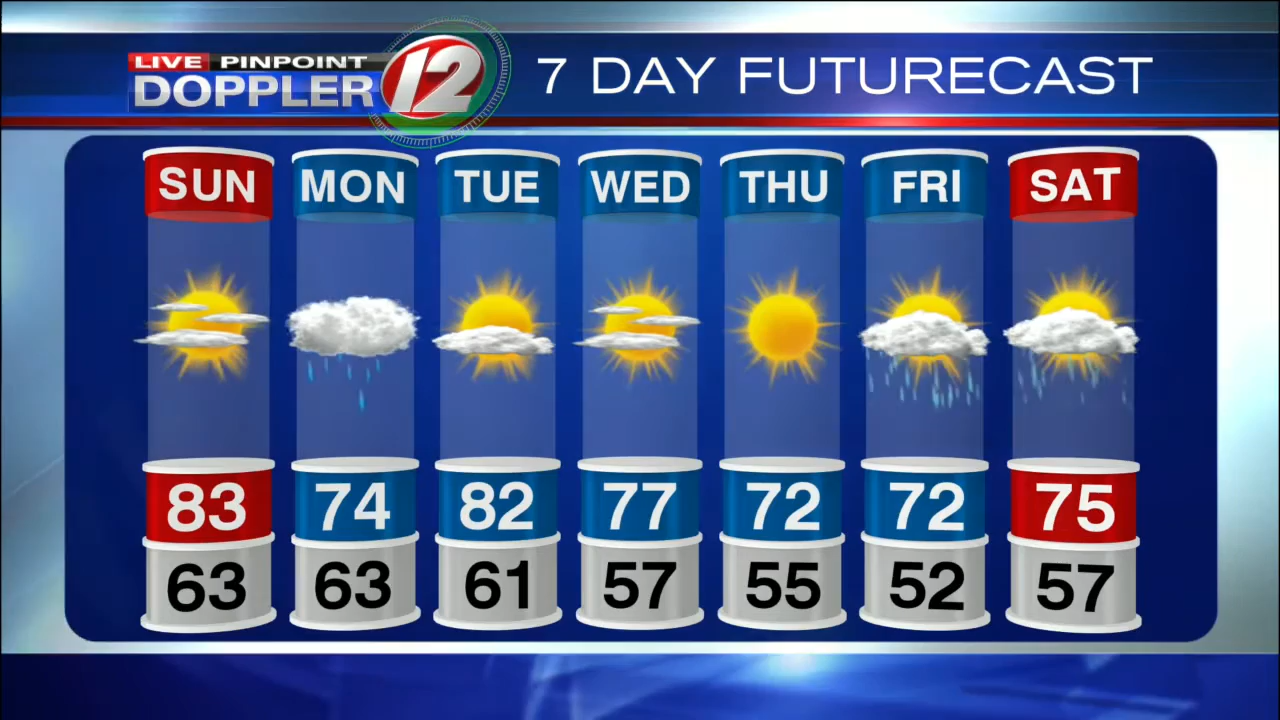 LIVE PINPOINT
DOPPLER 12
7 DAY FUTURECAST
SUN MON TUE WED THU FRI SAT
83 74 82 77 72 72 75
63 63 61 57 55 52 57